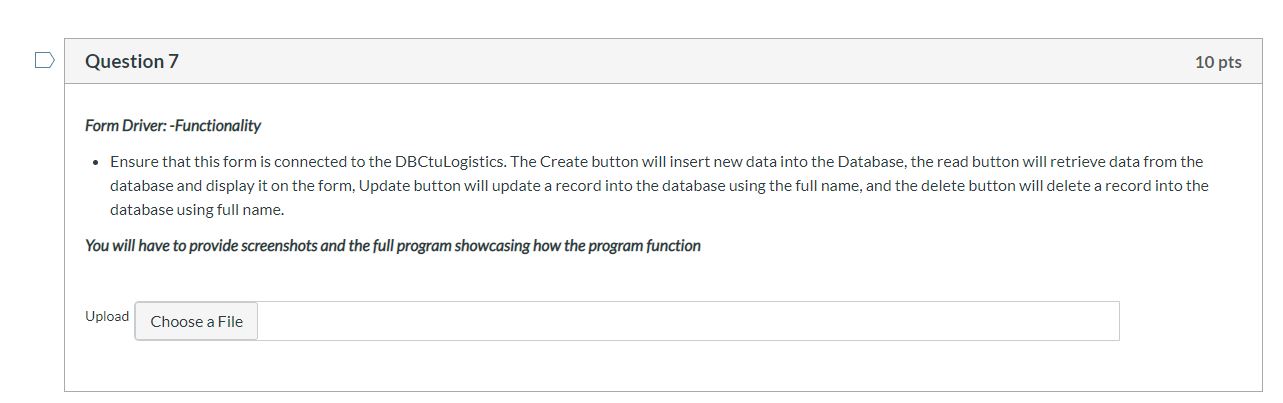 Question 7
10 pts
Form Driver: -Functionality
• Ensure that this form is connected to the DBCtuLogistics. The Create button will insert new data into the Database, the read button will retrieve data from the
database and display it on the form, Update button will update a record into the database using the full name, and the delete button will delete a record into the
database using full name.
You will have to provide screenshots and the full program showcasing how the program function
Upload
Choose a File